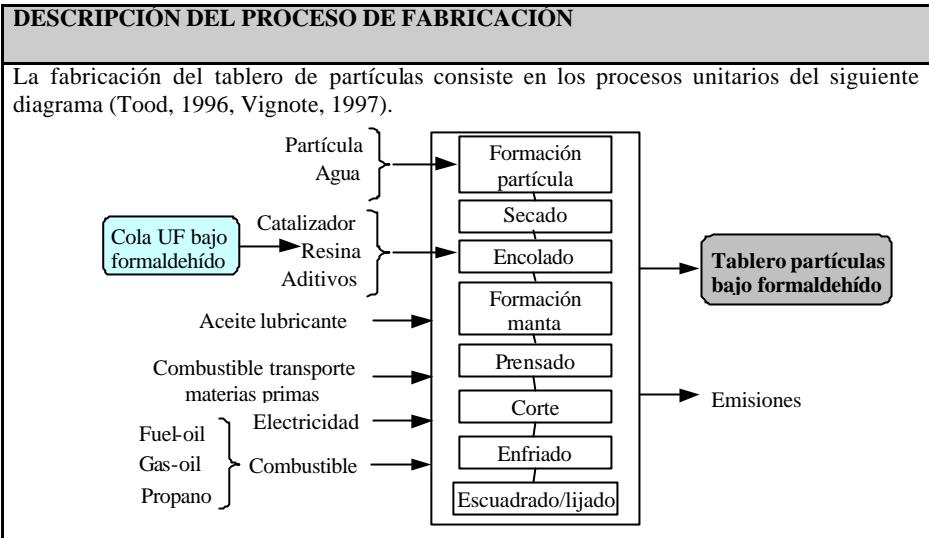 DESCRIPCIÓN DEL PROCESO DE FABRICACIÓN
La fabricación del tablero de partículas consiste en los procesos unitarios del siguiente
diagrama (Tood, 1996, Vignote, 1997).
Partícula
Agua
Formación
partícula
Secado
Cola UF bajo
formaldehído
Catalizador
Resina
Aditivos
Encolado
Tablero partículas
bajo formaldehído
Formación
manta
Aceite lubricante
Prensado
Combustible transporte
materias primas
Corte
Emisiones
Electricidad
Fuel-oil
Gas-oil
Propano
Combustible
Enfriado
Escuadrado/lijado